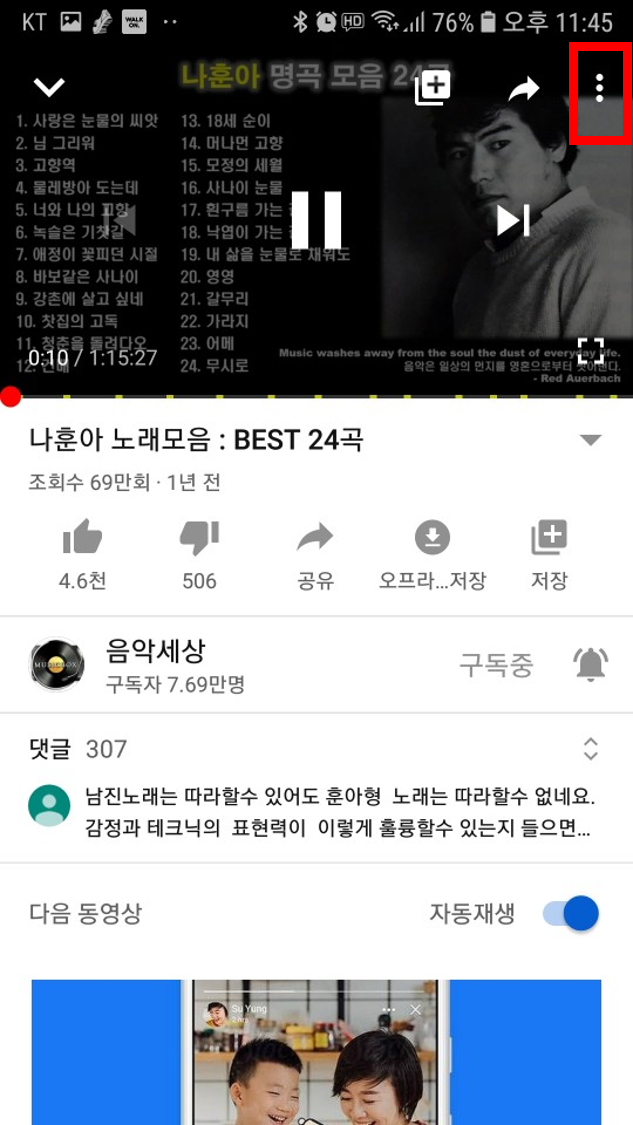 KT WALK ON. HD 76% 오후 11:45
나훈아 명곡 모음 24곡
1. 사랑은 눈물의 씨앗
2. 님 그리워
3. 고향역
4. 물레방아 도는데
5. 너와 나의 고향
6. 녹슬은 기찻길
7. 애정이 꽃피던 시절
8. 바보같은 사나이
9. 강촌에 살고 싶네
10. 찻집의 고독
11. 청춘을 돌려다오
12.
13. 18세 순이
14. 머나먼 고향
15. 모정의 세월
16. 사나이 눈물
17. 흰구름 가는
18. 낙엽이 가는
19. 내 삶을 눈물로 채워도
20. 영영
21. 갈무리
22. 가라지
23. 어매
24. 무시로
0:10 / 1:15:27
Music washes away from the soul the dust of everyday life.
음악은 일상의 먼지를 영혼으로부터 씻어낸다.
- Red Auerbach
나훈아 노래모음 : BEST 24곡
조회수 69만회 · 1년 전
4.6천 506 공유 오프라...저장 저장
MUSIC BOX
음악세상
구독자 7.69만명
구독중
댓글 307
남진노래는 따라할수 있어도 훈아형 노래는 따라할수 없네요.
감정과 테크닉의 표현력이 이렇게 훌륭할수 있는지 들으면...
다음 동영상 자동재생
Su Yung